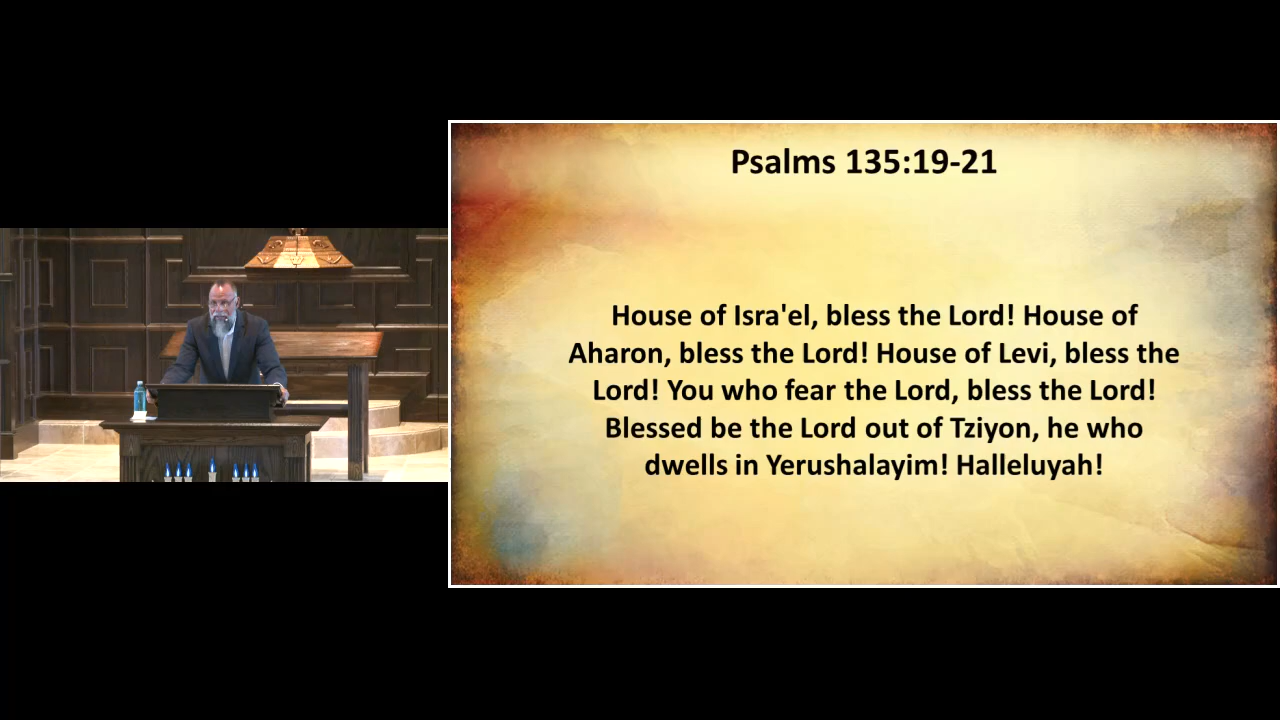 Psalms 135:19-21
House of Isra'el, bless the Lord! House of
Aharon, bless the Lord! House of Levi, bless the
Lord! You who fear the Lord, bless the Lord!
Blessed be the Lord out of Tziyon, he who
dwells in Yerushalayim! Halleluyah!